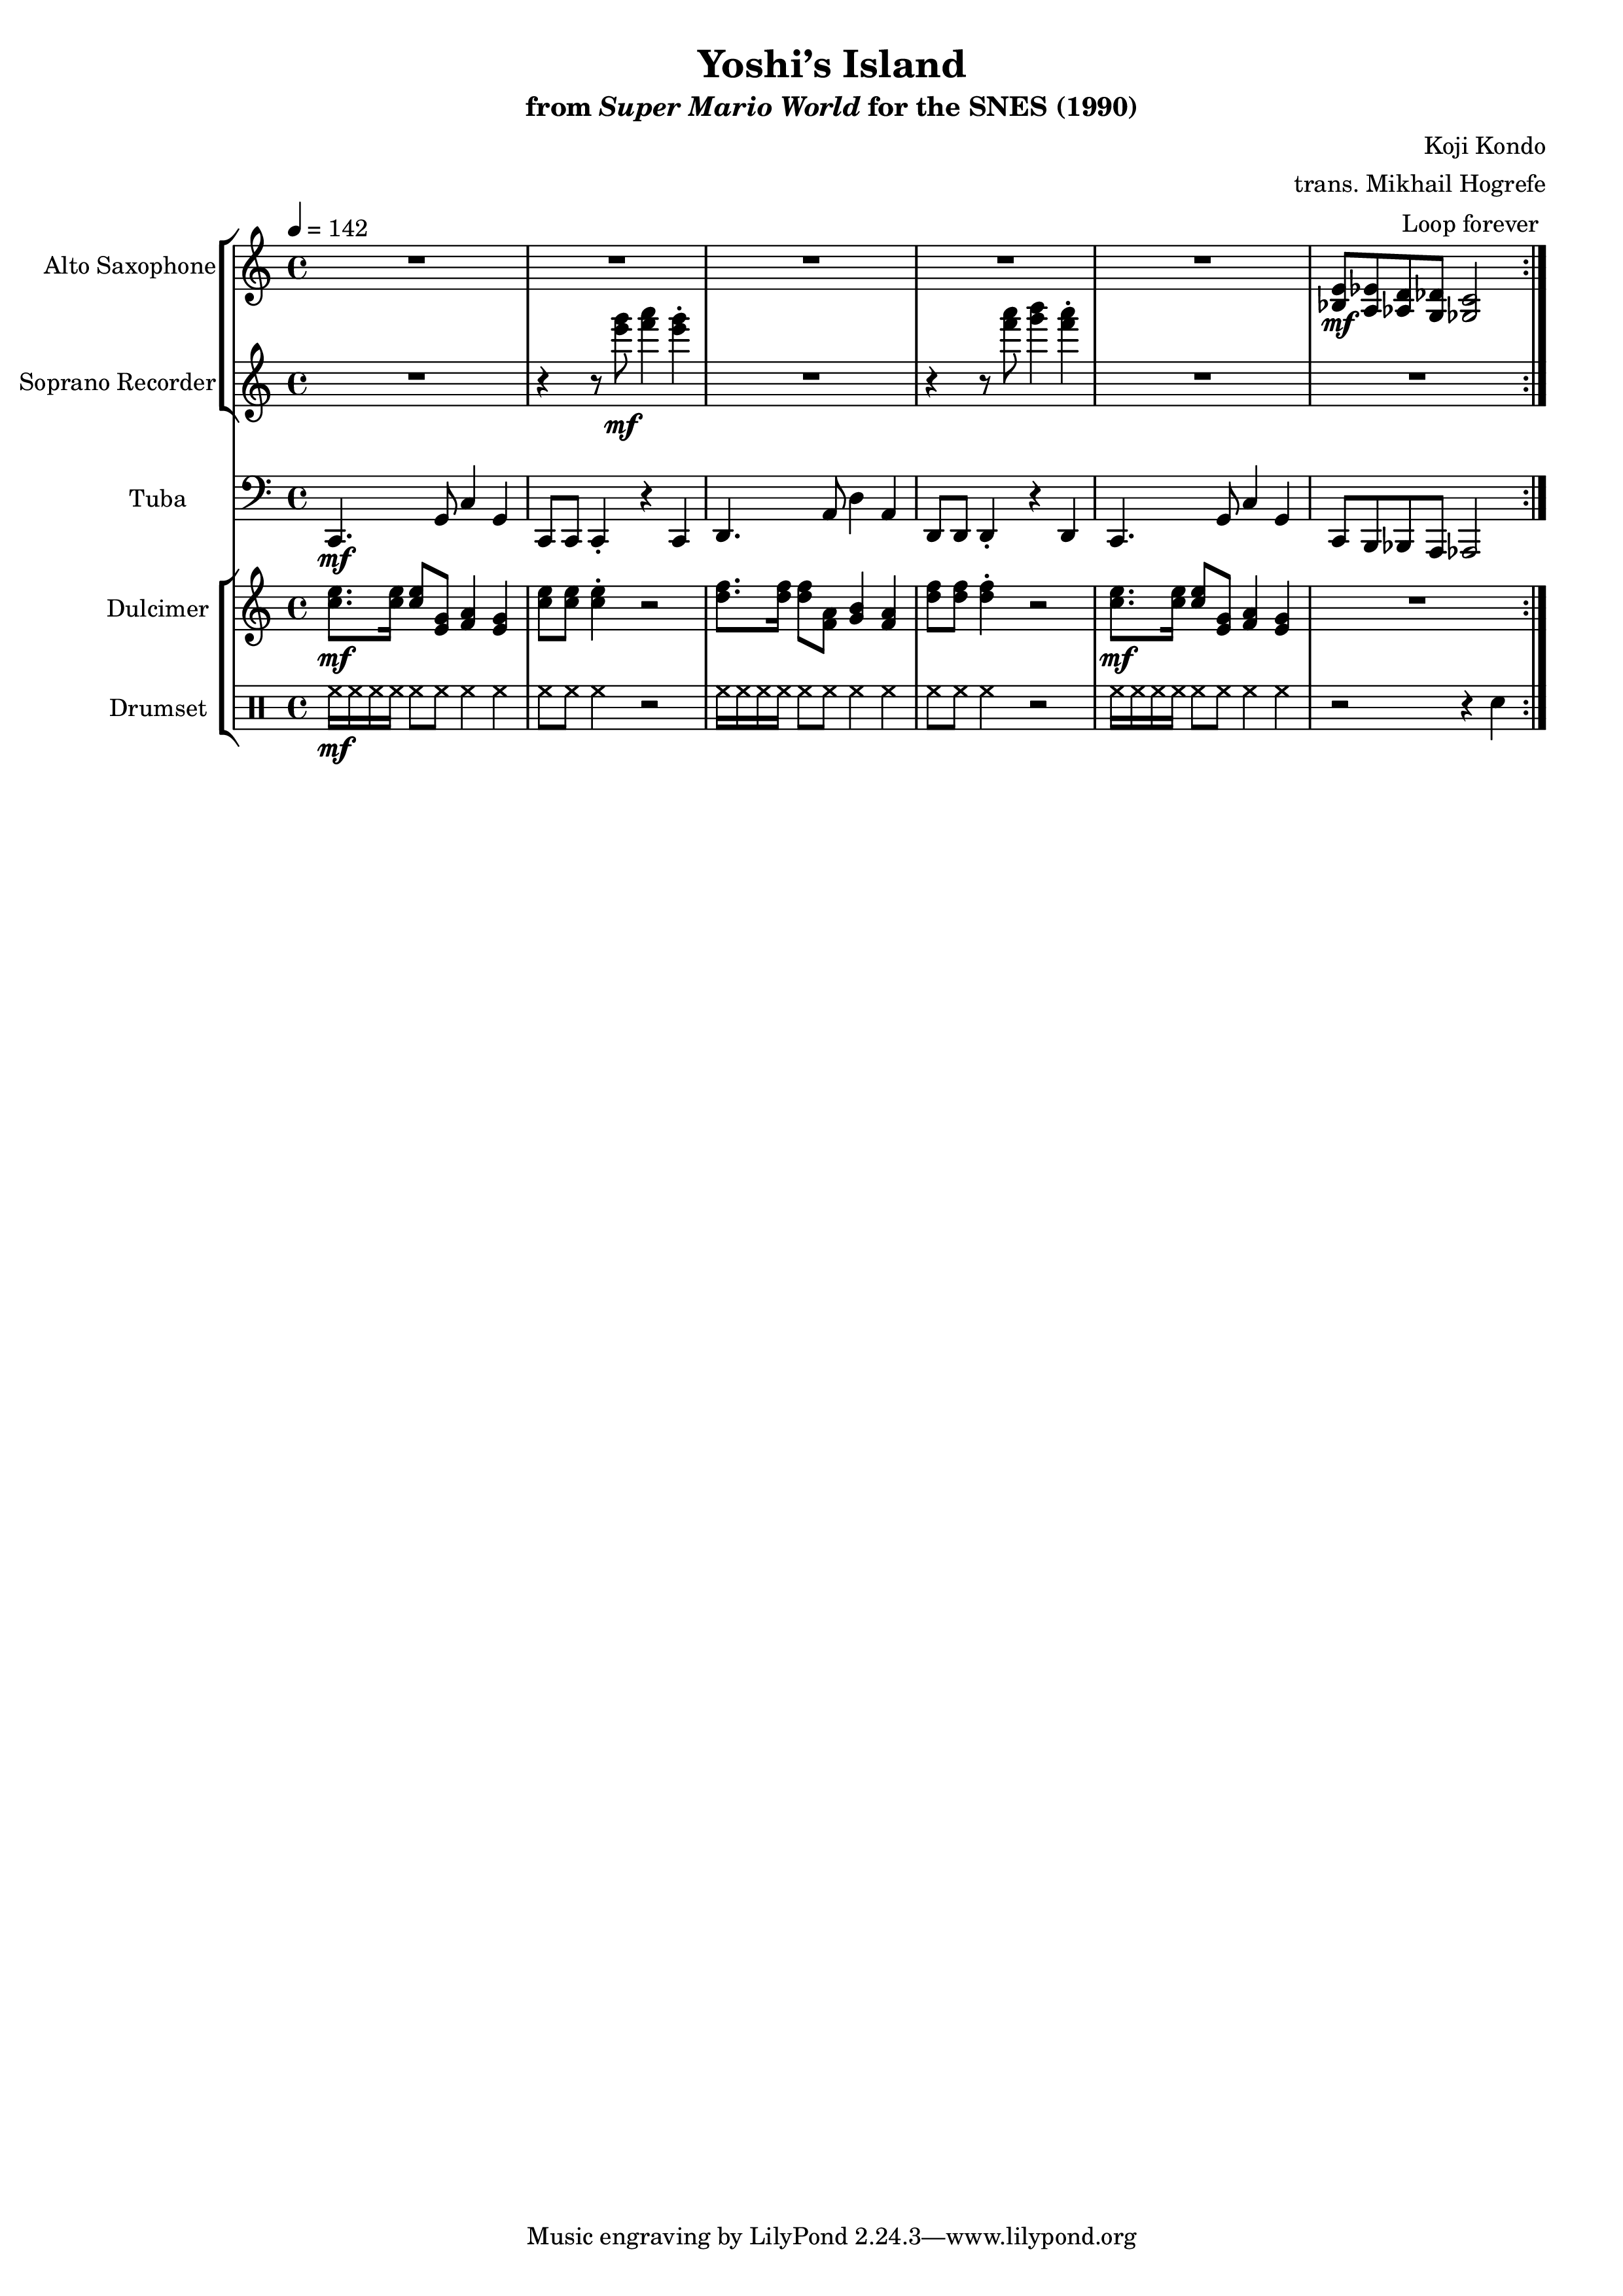 Yoshi’s Island
from Super Mario World for the SNES (1990)
Koji Kondo
trans. Mikhail Hogrefe
= 142
Loop forever
Alto Saxophone
mf
Soprano Recorder
mf
Tuba
mf
Dulcimer
mf
mf
Drumset
mf
Music engraving by LilyPond 2.24.3—www.lilypond.org